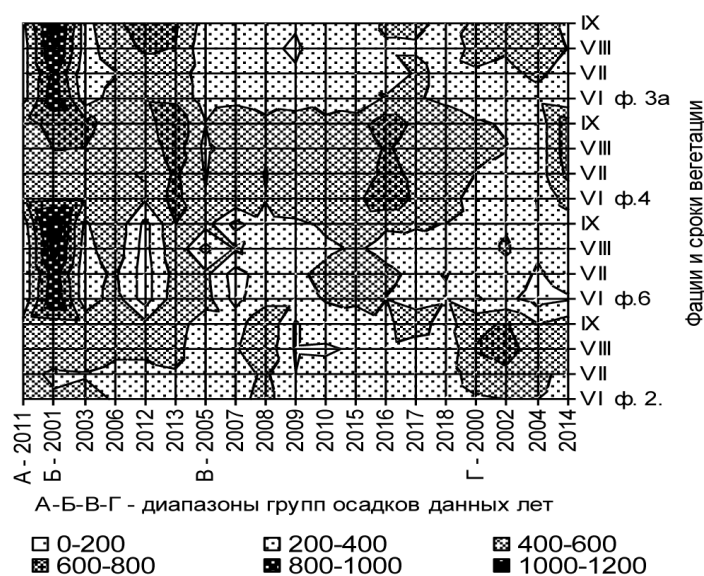 IX
VIII
VII
VI ф. 3а
IX
VIII
VII
VI ф.4
IX
VIII
VII
VI ф.6
IX
VIII
VII
VI ф. 2.
Фации и сроки вегетации
А - 2011
Б - 2001
2003
2006
2012
2013
В - 2005
2007
2008
2009
2010
2015
2016
2017
2018
Г - 2000
2002
2004
2014
А-Б-В-Г - диапазоны групп осадков данных лет
0-200 200-400 400-600
600-800 800-1000 1000-1200